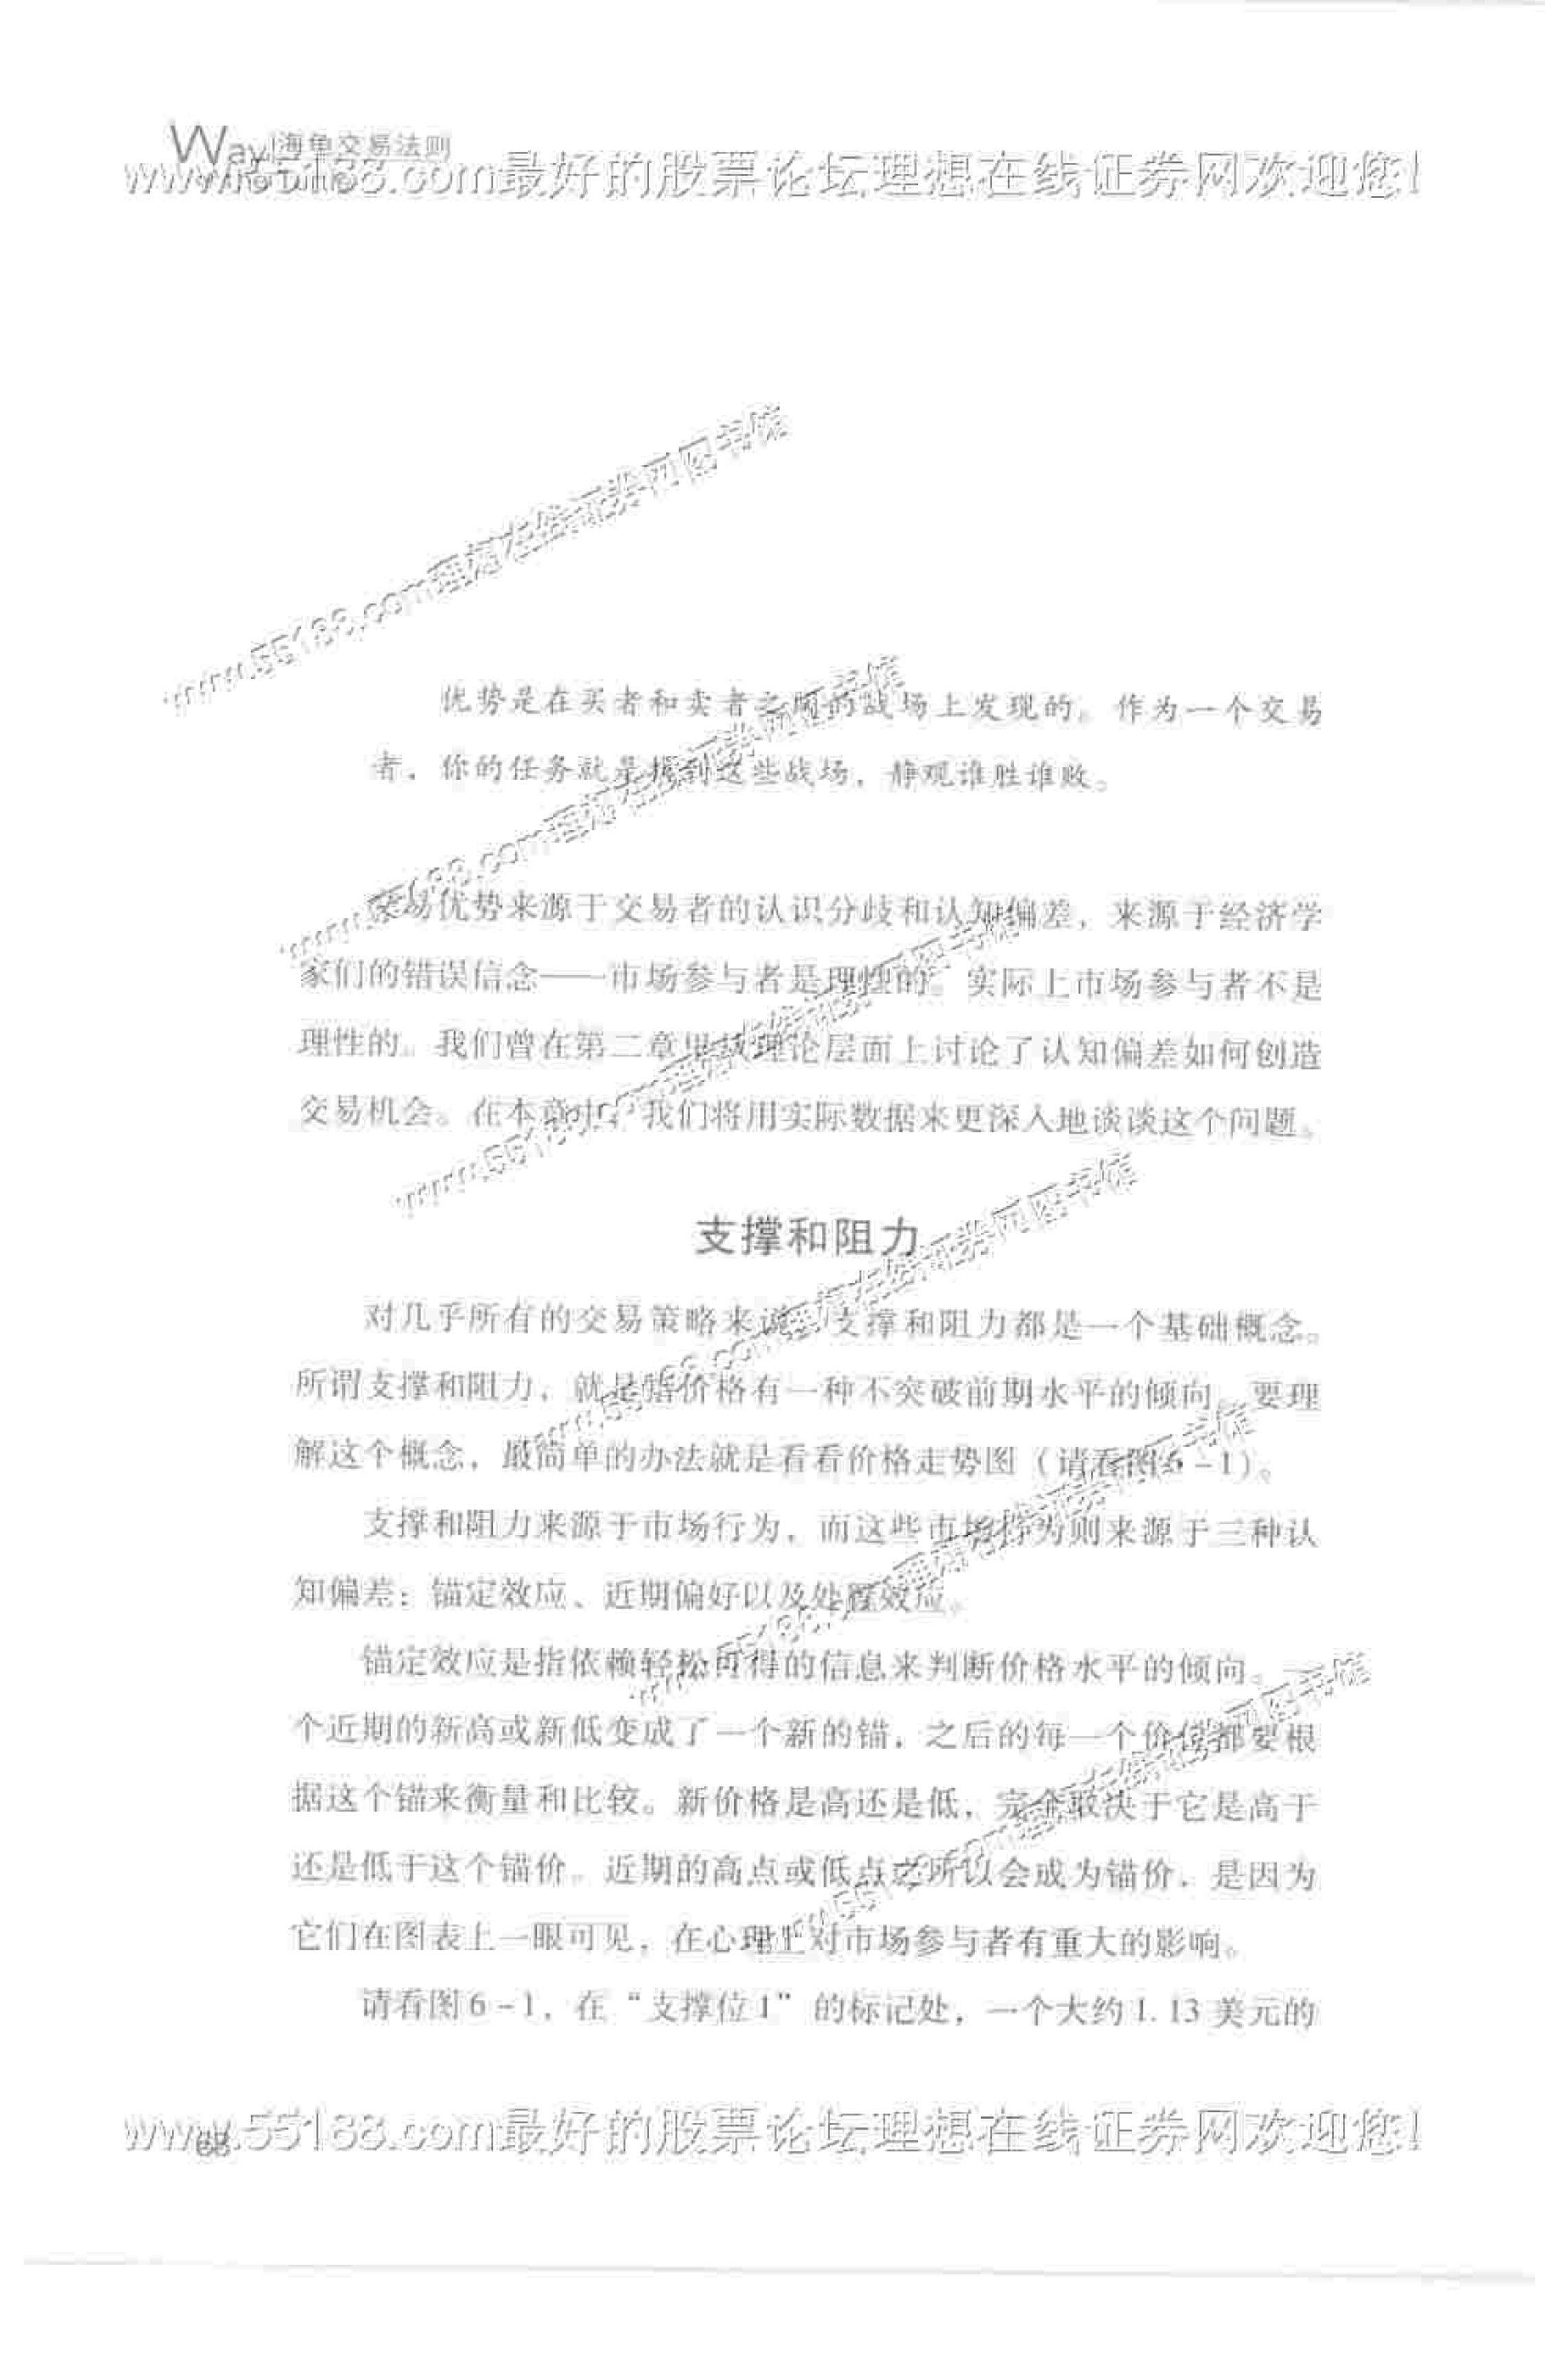 Way 海龟交易法则
www.55188.com最好的股票论坛理想在线证券网欢迎您!
www.55188.com理想在线证券网图书馆
优势是在买者和卖者之间的战场上发现的。作为一个交易
者，你的任务就是找到这些战场，静观谁胜谁败。
交易优势来源于交易者的认识分歧和认知偏差，来源于经济学
家们的错误信念——市场参与者是理性的。实际上市场参与者不是
理性的。我们曾在第二章里从理论层面上讨论了认知偏差如何创造
交易机会。在本章中，我们将用实际数据来更深入地谈谈这个问题。
支撑和阻力
对几乎所有的交易策略来说，支撑和阻力都是一个基础概念。
所谓支撑和阻力，就是指价格有一种不突破前期水平的倾向。要理
解这个概念，最简单的办法就是看看价格走势图（请看图6-1）。
支撑和阻力来源于市场行为，而这些市场行为则来源于三种认
知偏差：锚定效应、近期偏好以及处置效应。
锚定效应是指依赖轻松可得的信息来判断价格水平的倾向。一
个近期的新高或新低变成了一个新的锚，之后的每一个价位都要根
据这个锚来衡量和比较。新价格是高还是低，完全取决于它是高于
还是低于这个锚价。近期的高点或低点之所以会成为锚价，是因为
它们在图表上一眼可见，在心理上对市场参与者有重大的影响。
请看图6-1，在“支撑位1”的标记处，一个大约1.13美元的
www.55188.com最好的股票论坛理想在线证券网欢迎您!